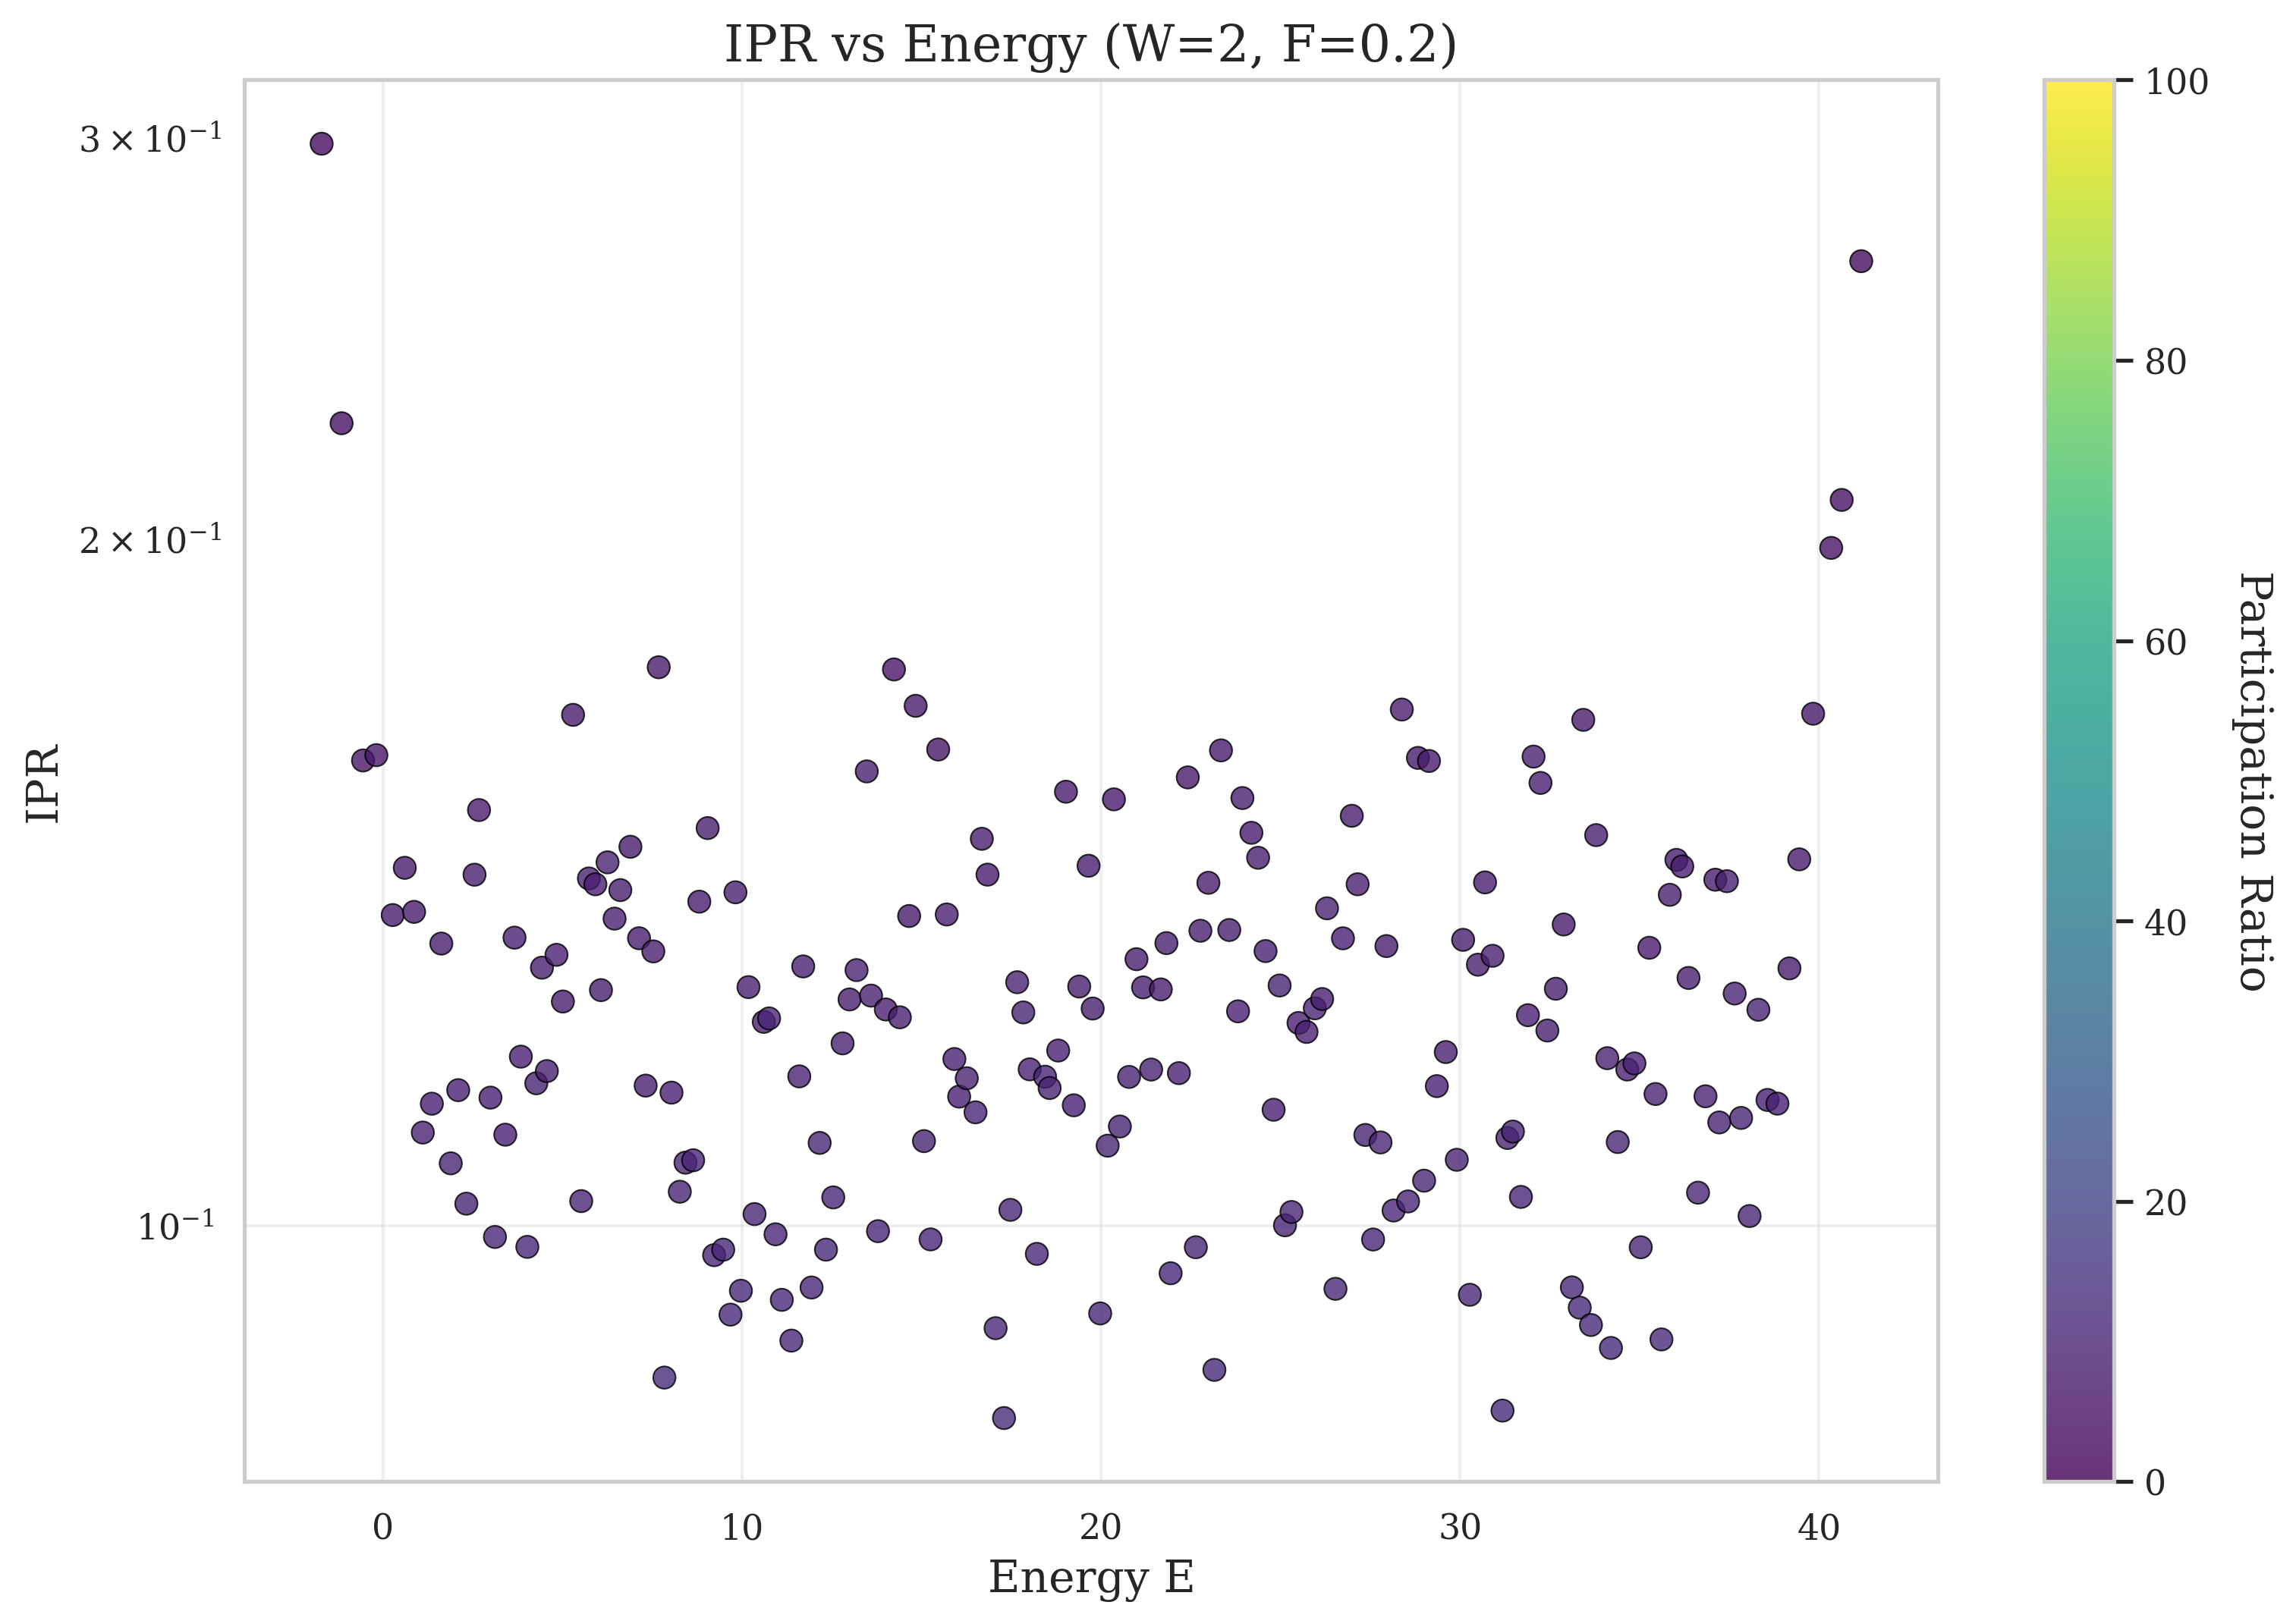 IPR vs Energy (W=2, F=0.2)
3 × 10⁻¹
2 × 10⁻¹
10⁻¹
IPR
0
10
20
30
40
Energy E
100
80
60
40
20
0
Participation Ratio